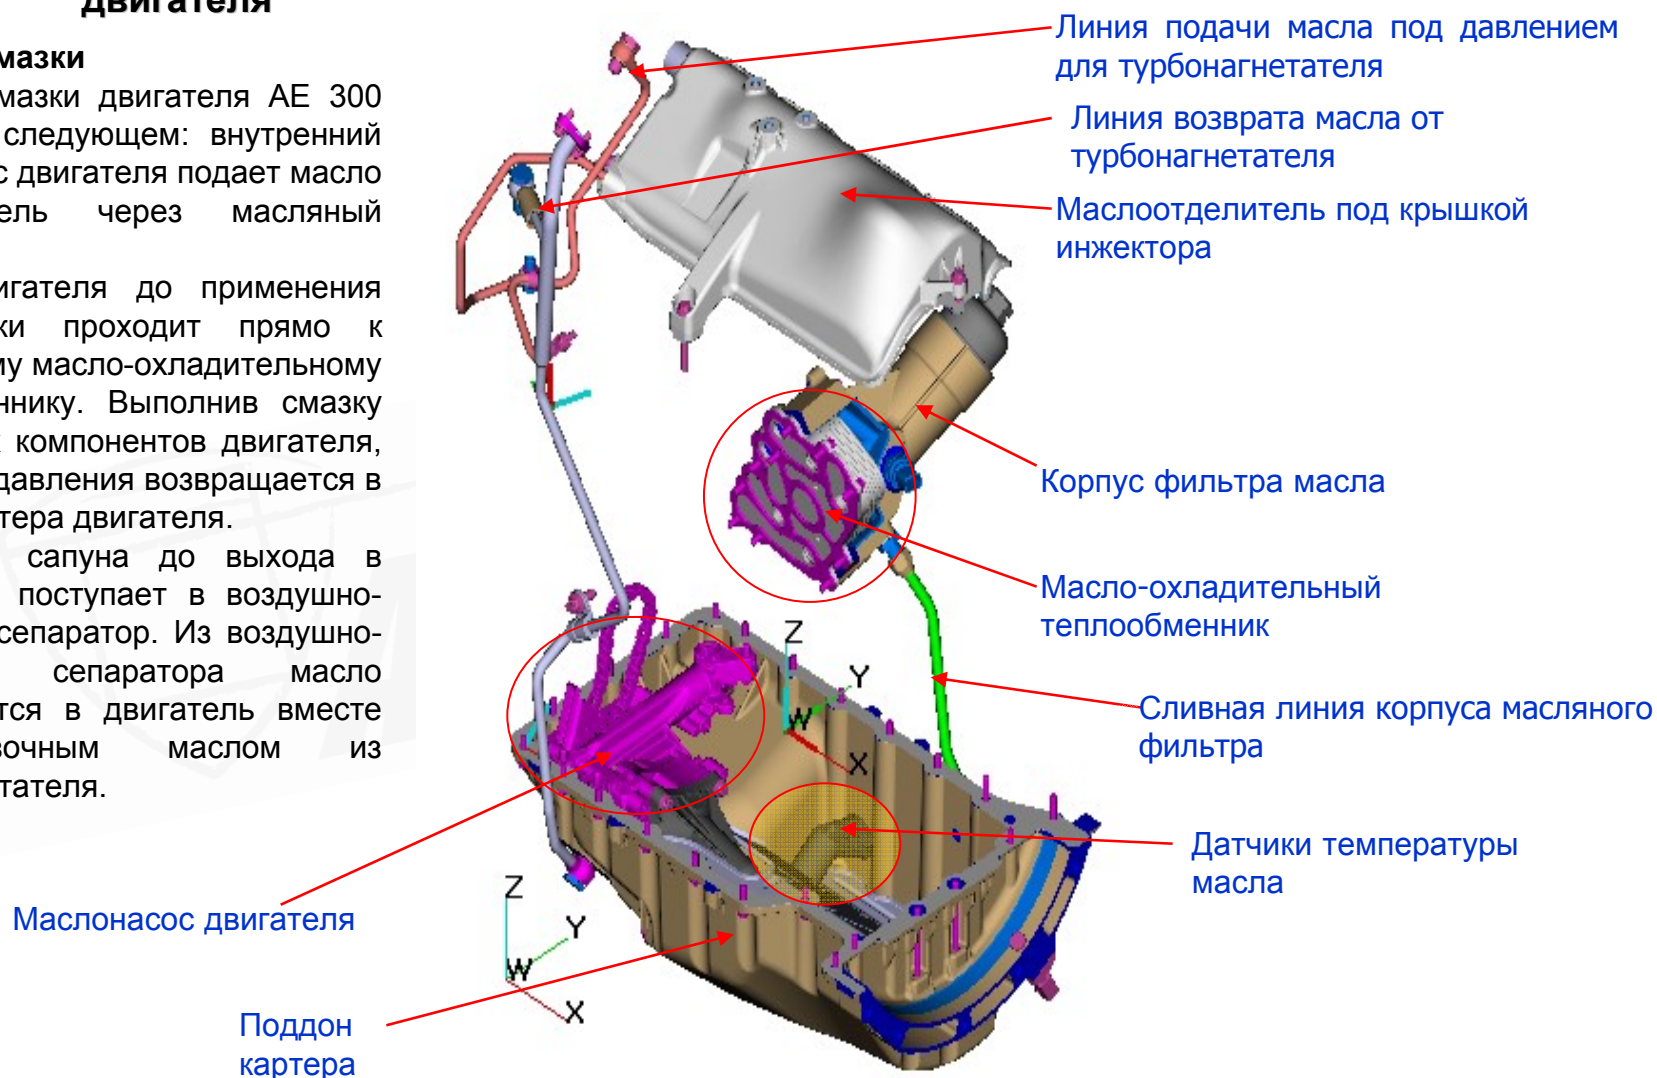 двигателя
мазки
мазки двигателя АЕ 300
следующем: внутренний
с двигателя подает масло
ель через масляный
игателя до применения
ки проходит прямо к
му масло-охладительному
ннику. Выполнив смазку
х компонентов двигателя,
давления возвращается в
тера двигателя.
сапуна до выхода в
поступает в воздушно-
сепаратор. Из воздушно-
сепаратора масло
тся в двигатель вместе
вочным маслом из
тателя.
Линия подачи масла под давлением
для турбонагнетателя
Линия возврата масла от
турбонагнетателя
Маслоотделитель под крышкой
инжектора
Корпус фильтра масла
Масло-охладительный
теплообменник
Сливная линия корпуса масляного
фильтра
Датчики температуры
масла
Маслонасос двигателя
Поддон
картера
Z
Y
W
X
Z
Y
W
X